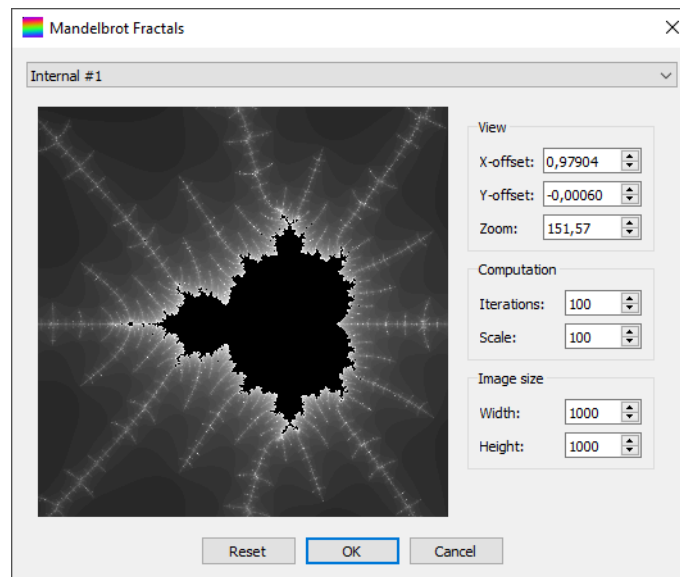 Mandelbrot Fractals
Internal #1
View
X-offset: 0,97904
Y-offset: -0,00060
Zoom: 151,57
Computation
Iterations: 100
Scale: 100
Image size
Width: 1000
Height: 1000
Reset OK Cancel